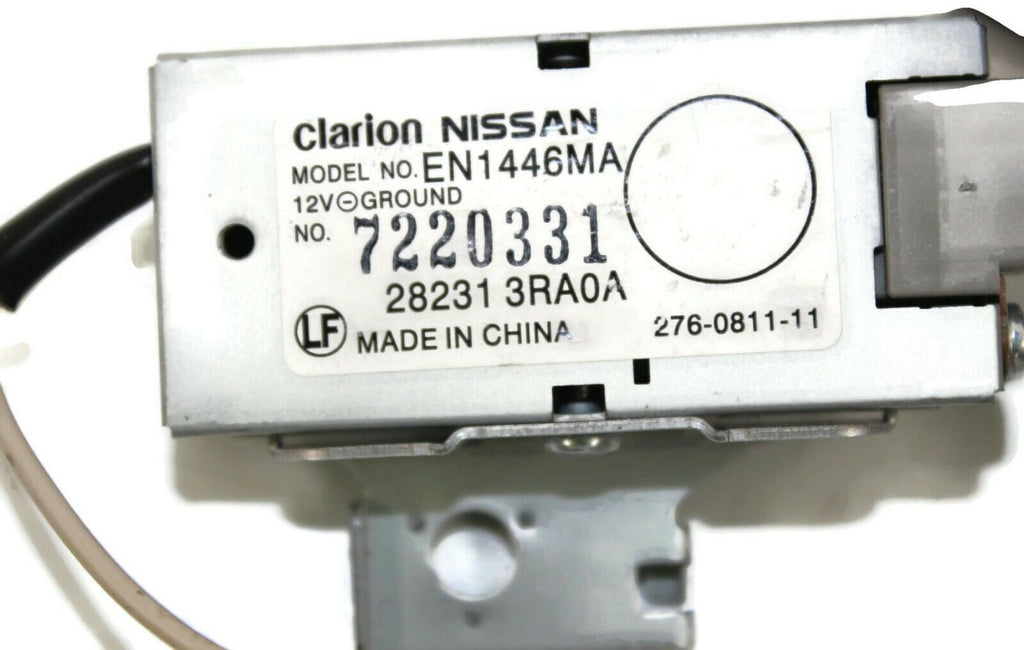 clarion NISSAN
MODEL NO. EN1446MA
12V⊖GROUND
NO. 7220331
28231 3RA0A
LF MADE IN CHINA 276-0811-11